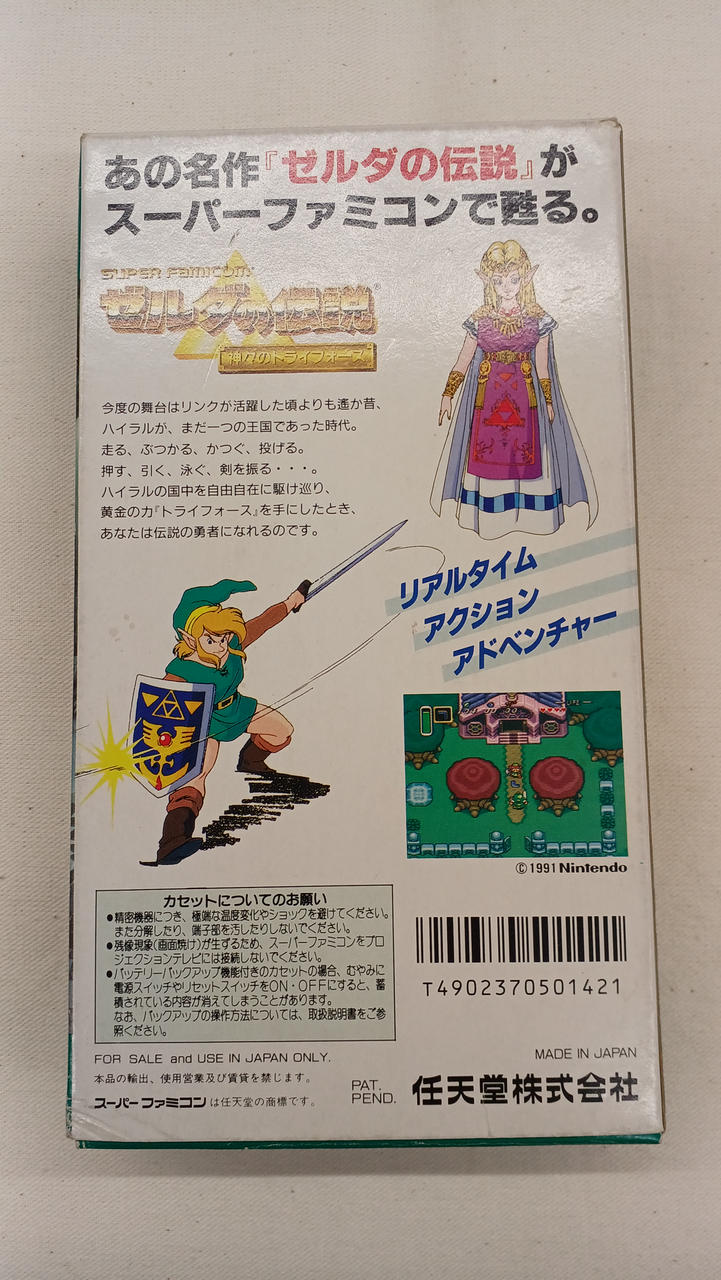 あの名作『ゼルダの伝説』が
スーパーファミコンで甦る。
SUPER FAMICOM
ゼルダの伝説
神々のトライフォース
今度の舞台はリンクが活躍した頃よりも遙か昔、
ハイラルが、まだ一つの王国であった時代。
走る、ぶつかる、かつぐ、投げる。
押す、引く、泳ぐ、剣を振る・・・。
ハイラルの国中を自由自在に駆け巡り、
黄金の力『トライフォース』を手にしたとき、
あなたは伝説の勇者になれるのです。
リアルタイム
アクション
アドベンチャー
©1991 Nintendo
カセットについてのお願い
●精密機器につき、極端な温度変化やショックを避けてください。
また分解したり、端子部を汚したりしないでください。
●残像現象(画面焼け)が生ずるため、スーパーファミコンをプロ
ジェクションテレビには接続しないでください。
●バッテリーバックアップ機能付きのカセットの場合、むやみに
電源スイッチやリセットスイッチをON・OFFにすると、蓄
積されている内容が消えてしまうことがあります。
なお、バックアップの操作方法については、取扱説明書をご参
照ください。
T4902370501421
FOR SALE and USE IN JAPAN ONLY.
本品の輸出、使用営業及び賃貸を禁じます。
スーパーファミコンは任天堂の商標です。
PAT.
PEND.
MADE IN JAPAN
任天堂株式会社